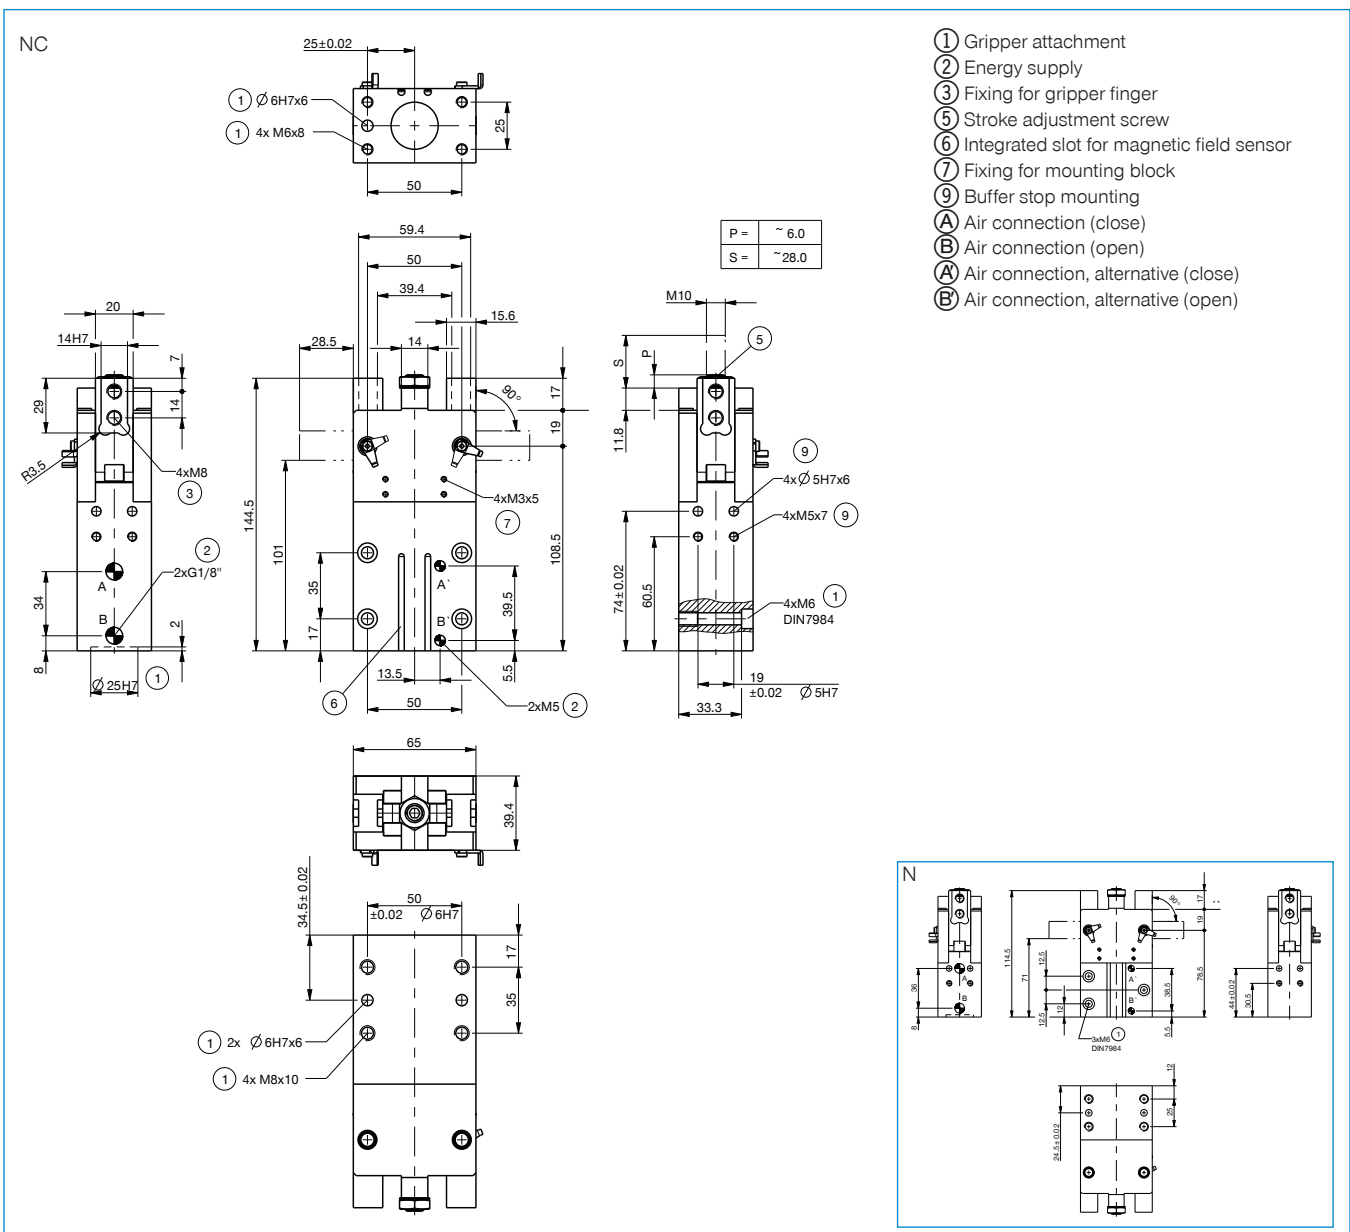 NC
25±0.02
1 Ø 6H7x6
1 4x M6x8
25
50
1 Gripper attachment
2 Energy supply
3 Fixing for gripper finger
5 Stroke adjustment screw
6 Integrated slot for magnetic field sensor
7 Fixing for mounting block
9 Buffer stop mounting
A Air connection (close)
B Air connection (open)
A' Air connection, alternative (close)
B' Air connection, alternative (open)
P = ~ 6.0
S = ~28.0
20
14H7
7
29
14
R3.5
4xM8
3
2
2xG1/8"
A
34
B
8
2
Ø 25H7
1
59.4
50
39.4
15.6
28.5
14
90°
17
19
4xM3x5
7
144.5
101
108.5
35
17
A`
39.5
B`
5.5
13.5
6
50
2xM5 2
M10
S
P
5
11.8
9
4x Ø 5H7x6
4xM5x7 9
74±0.02
60.5
4xM6 1
DIN7984
19
±0.02 Ø 5H7
33.3
65
39.4
34.5±0.02
50
±0.02 Ø 6H7
17
35
1 2x Ø 6H7x6
1 4x M8x10
N
36
8
A
B
114.5
71
12.5
12.5
12
90°
17
19
78.5
A`
38.5
B`
5.5
3xM6 1
DIN7984
44±0.02
30.5
12
25
24.5±0.02